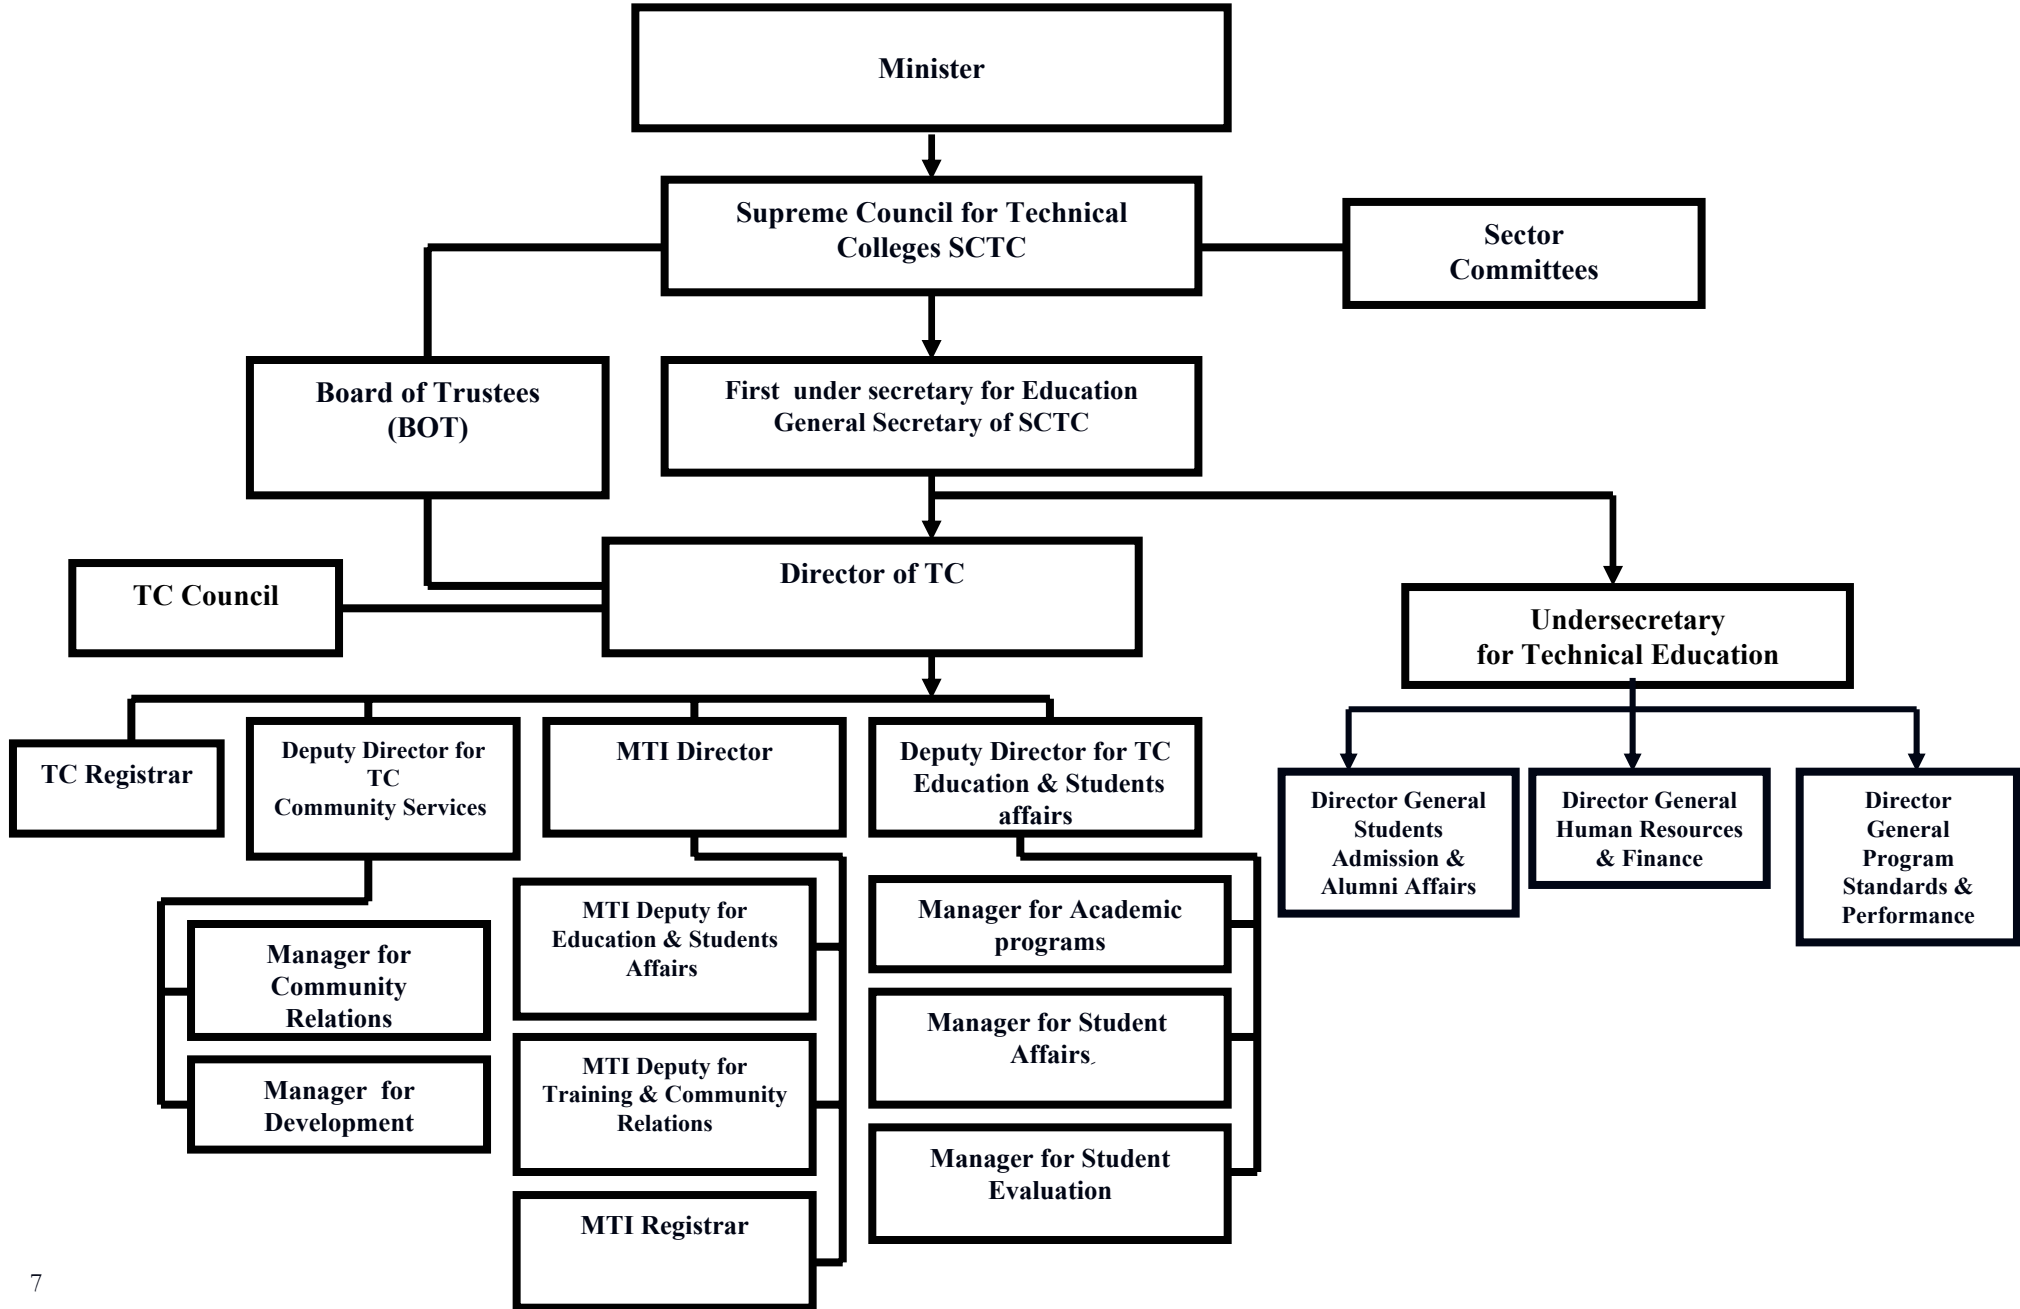 Minister
Supreme Council for Technical
Colleges SCTC
Sector
Committees
Board of Trustees
(BOT)
First  under secretary for Education
General Secretary of SCTC
Director of TC
TC Council
Undersecretary
for Technical Education
TC Registrar
Deputy Director for
TC
Community Services
MTI Director
Deputy Director for TC
Education & Students
affairs
Director General
Students
Admission &
Alumni Affairs
Director General
Human Resources
& Finance
Director
General
Program
Standards &
Performance
Manager for
Community
Relations
Manager  for
Development
MTI Deputy for
Education & Students
Affairs
MTI Deputy for
Training & Community
Relations
MTI Registrar
Manager for Academic
programs
Manager for Student
Affairs
Manager for Student
Evaluation
7